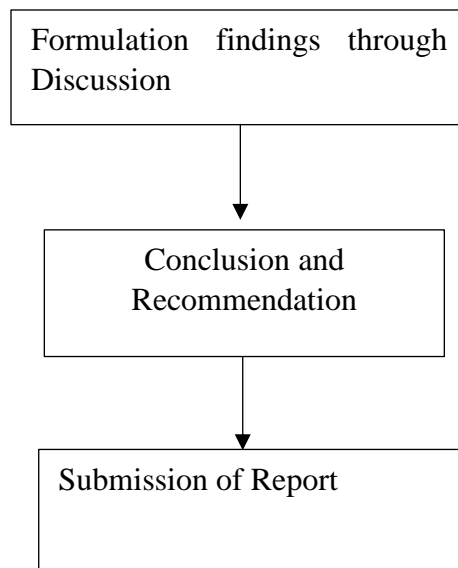 Formulation findings through
Discussion
Conclusion and
Recommendation
Submission of Report